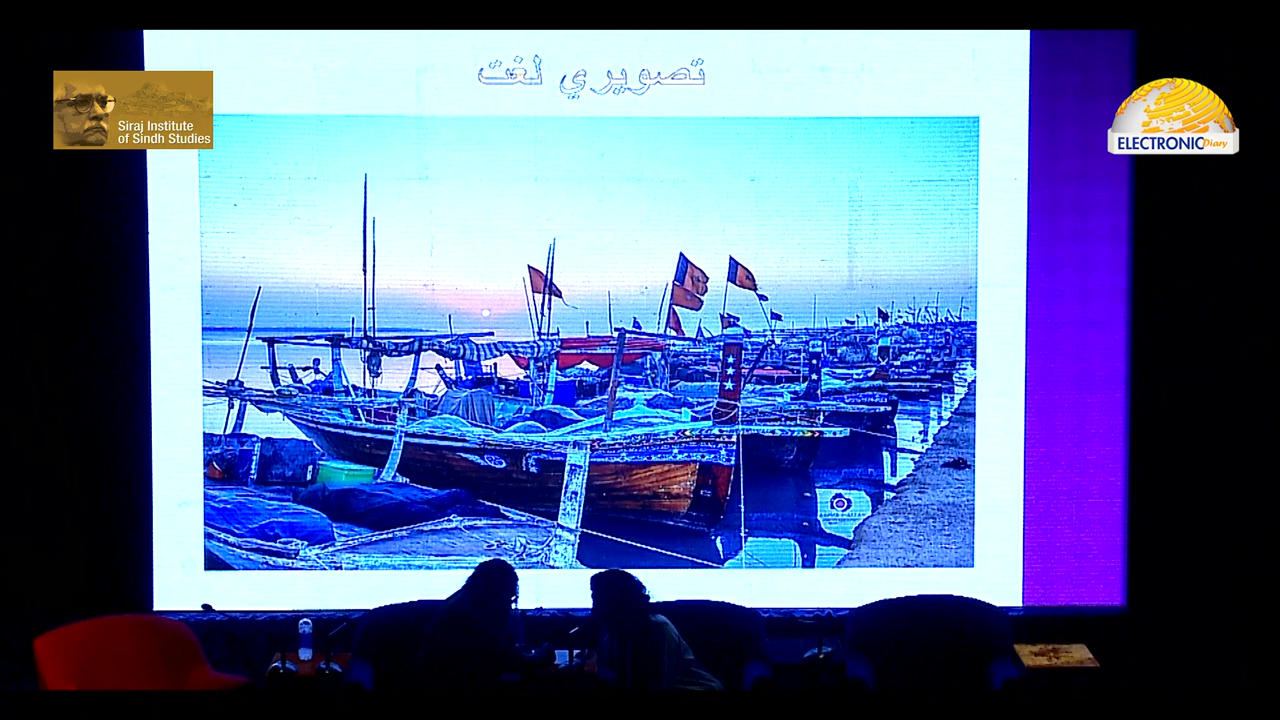 تصويري لغت
Siraj Institute
of Sindh Studies
ELECTRONIC Diary